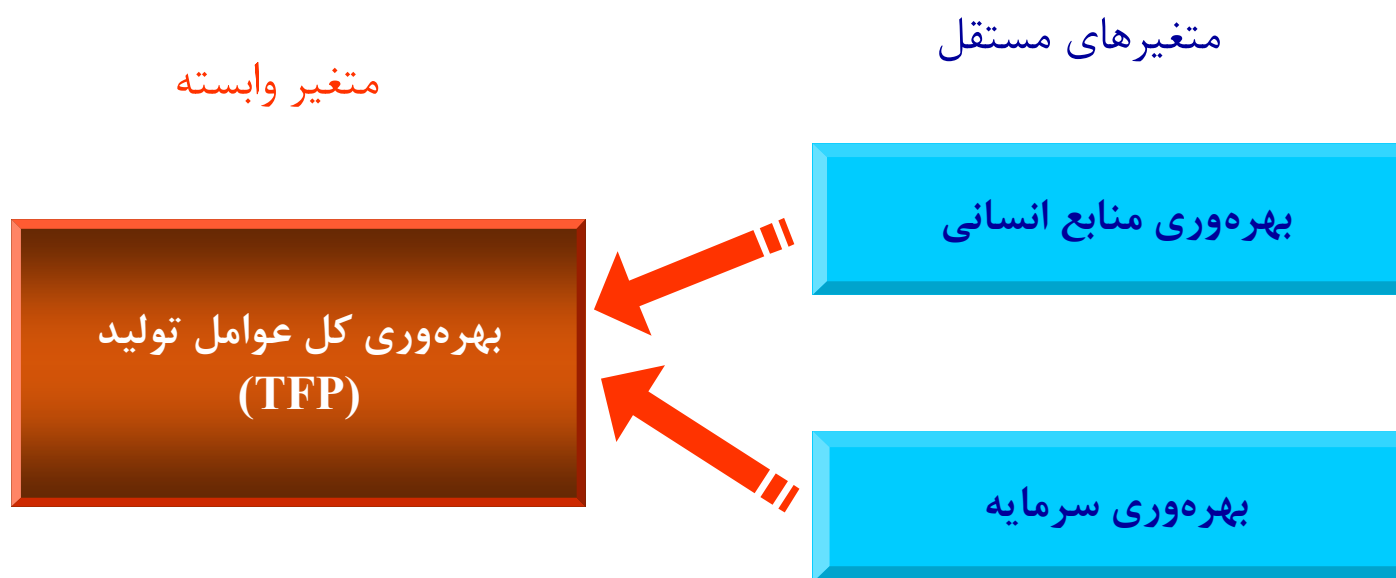 متغیرهای مستقل
متغیر وابسته
بهره‌وری منابع انسانی
بهره‌وری کل عوامل تولید
(TFP)
بهره‌وری سرمایه